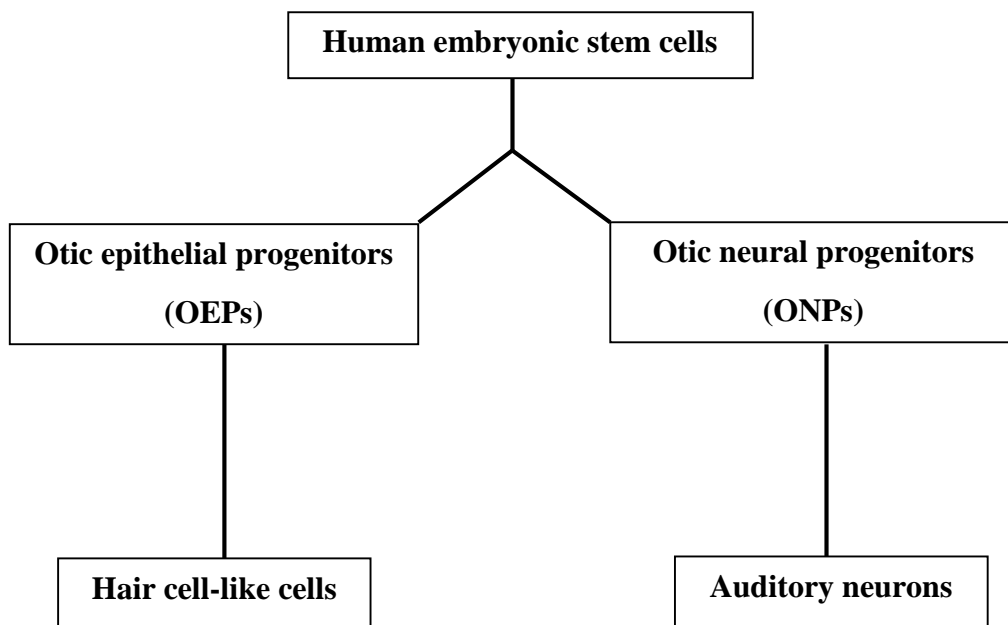 Human embryonic stem cells
Otic epithelial progenitors
(OEPs)
Otic neural progenitors
(ONPs)
Hair cell-like cells
Auditory neurons